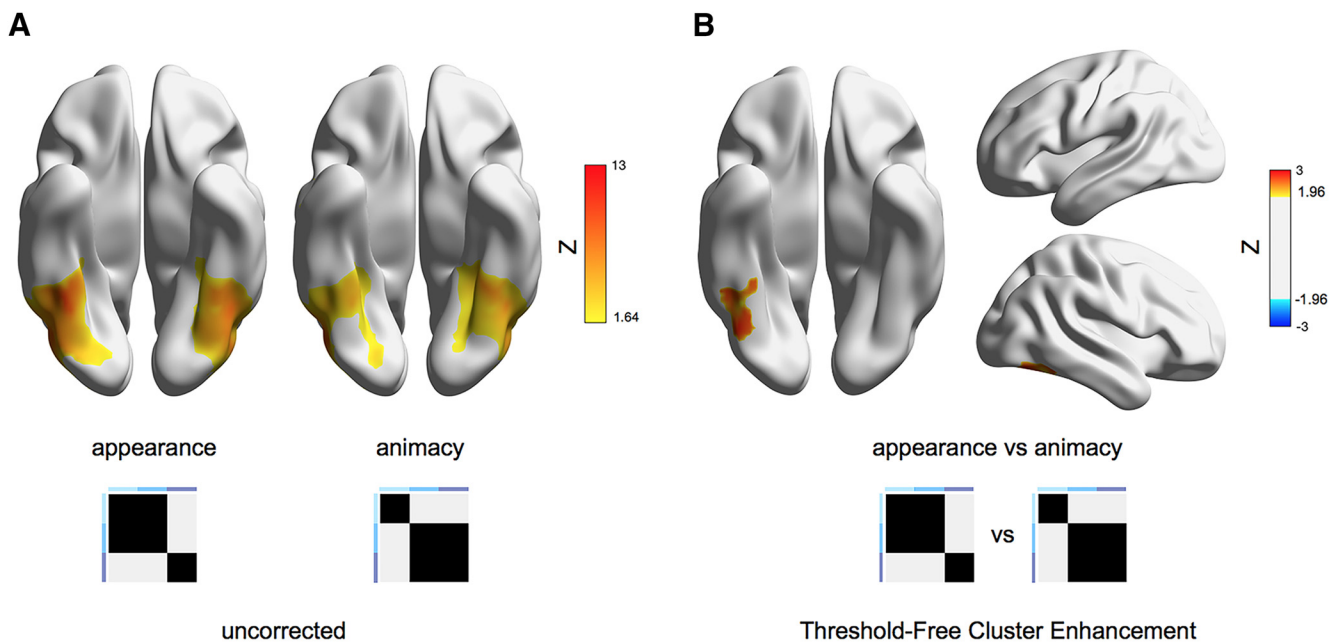 A
B
13
Z
1.64
3
1.96
Z
-1.96
-3
appearance
animacy
appearance vs animacy
vs
uncorrected
Threshold-Free Cluster Enhancement